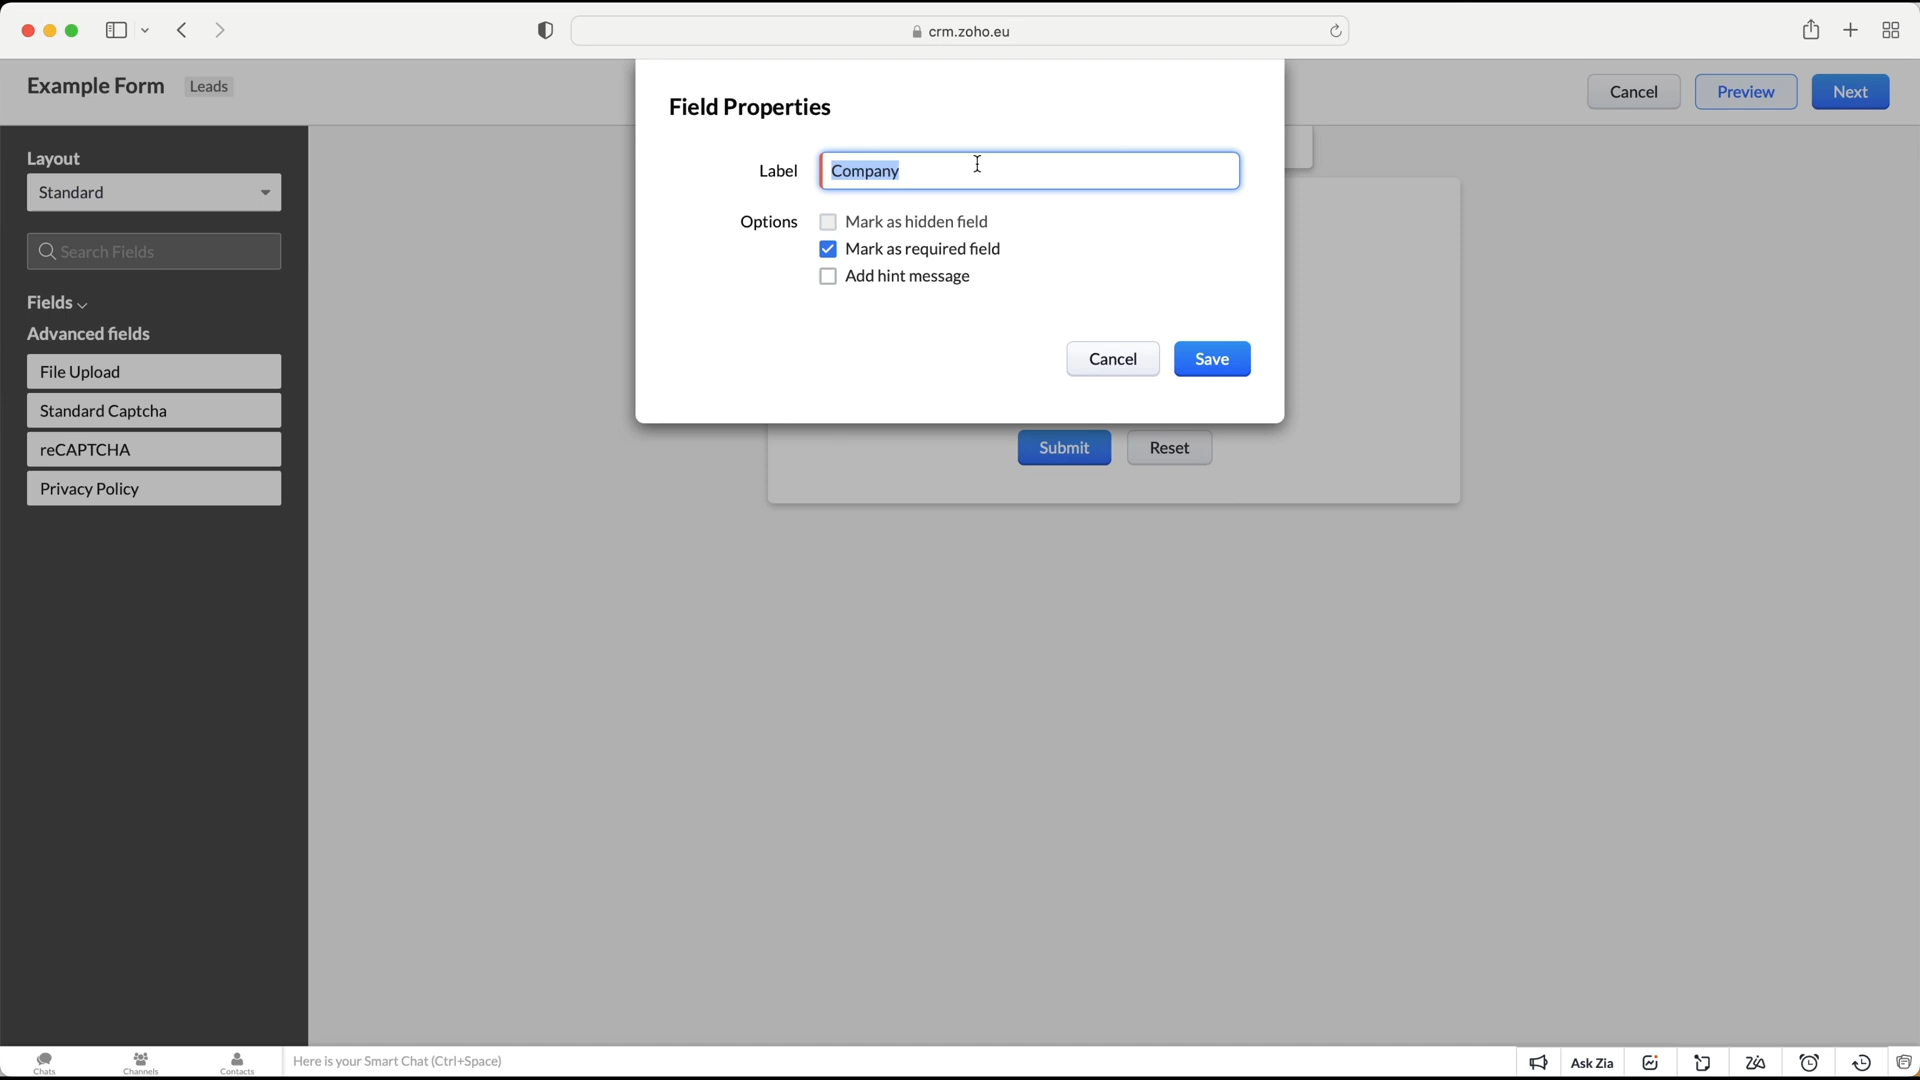 crm.zoho.eu
Example Form Leads
Cancel Preview Next
Field Properties
Label Company
Options Mark as hidden field
Mark as required field
Add hint message
Cancel Save
Layout
Standard
Search Fields
Fields
Advanced fields
File Upload
Standard Captcha
reCAPTCHA
Privacy Policy
Submit Reset
Chats Channels Contacts
Here is your Smart Chat (Ctrl+Space)
Ask Zia